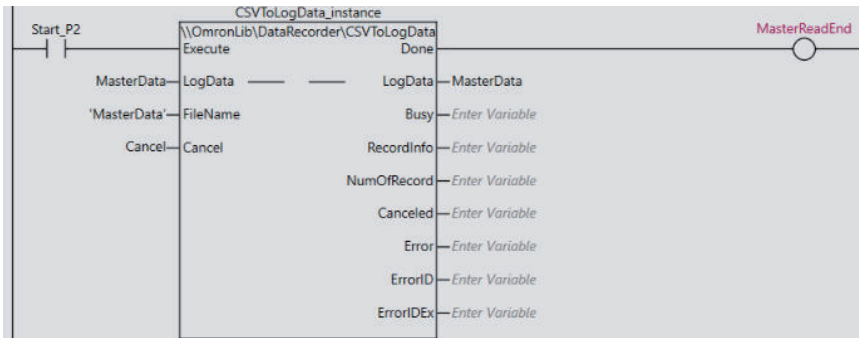 CSVToLogData_instance
Start_P2 \\OmronLib\DataRecorder\CSVToLogData MasterReadEnd
Execute Done
MasterData LogData LogData MasterData
'MasterData' FileName Busy Enter Variable
Cancel Cancel RecordInfo Enter Variable
NumOfRecord Enter Variable
Canceled Enter Variable
Error Enter Variable
ErrorID Enter Variable
ErrorIDEx Enter Variable